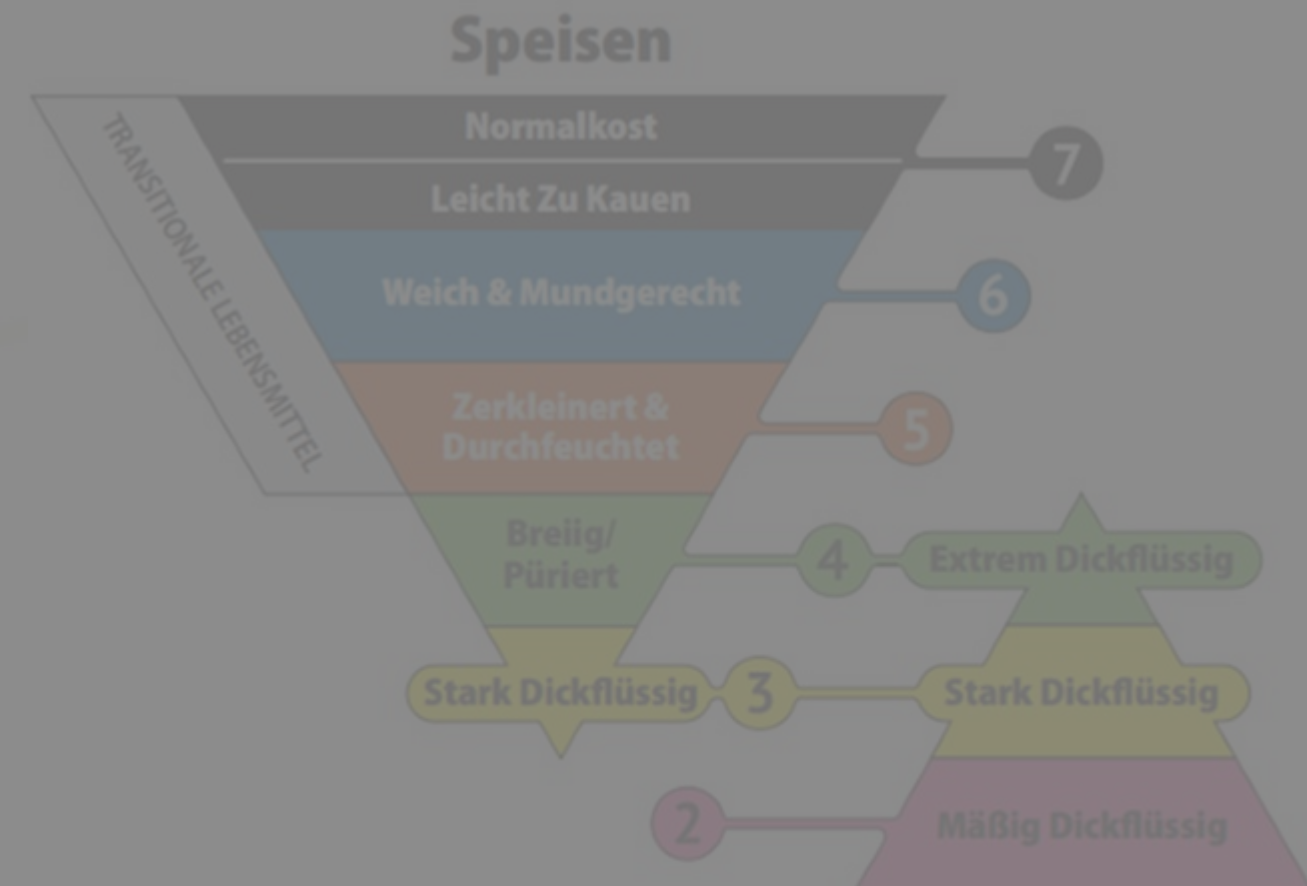 Speisen
TRANSITIONALE LEBENSMITTEL
Normalkost
7
Leicht Zu Kauen
Weich & Mundgerecht
6
Zerkleinert &
Durchfeuchtet
5
Breiig/
Püriert
4
Extrem Dickflüssig
Stark Dickflüssig
3
Stark Dickflüssig
2
Mäßig Dickflüssig